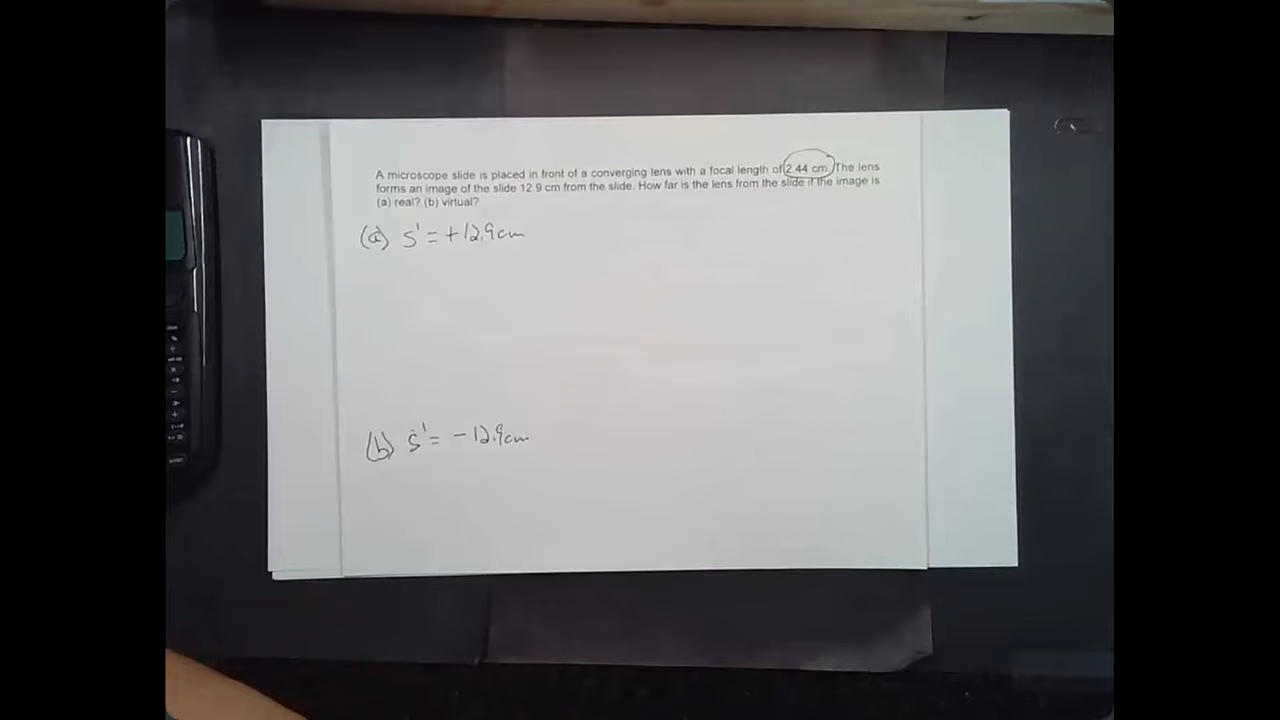 A microscope slide is placed in front of a converging lens with a focal length of 2.44 cm. The lens
forms an image of the slide 12.9 cm from the slide. How far is the lens from the slide if the image is
(a) real? (b) virtual?
(a) s' = +12.9cm
(b) s' = -12.9cm